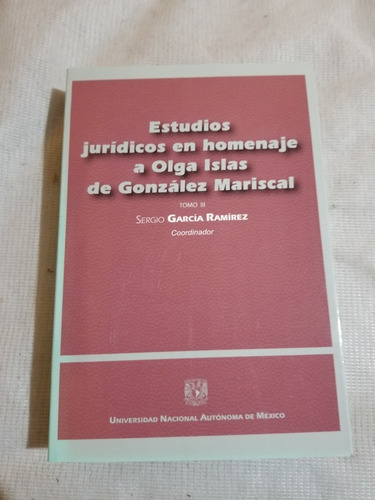 Estudios
jurídicos en homenaje
a Olga Islas
de González Mariscal
TOMO III
SERGIO GARCÍA RAMÍREZ
Coordinador
UNIVERSIDAD NACIONAL AUTÓNOMA DE MÉXICO